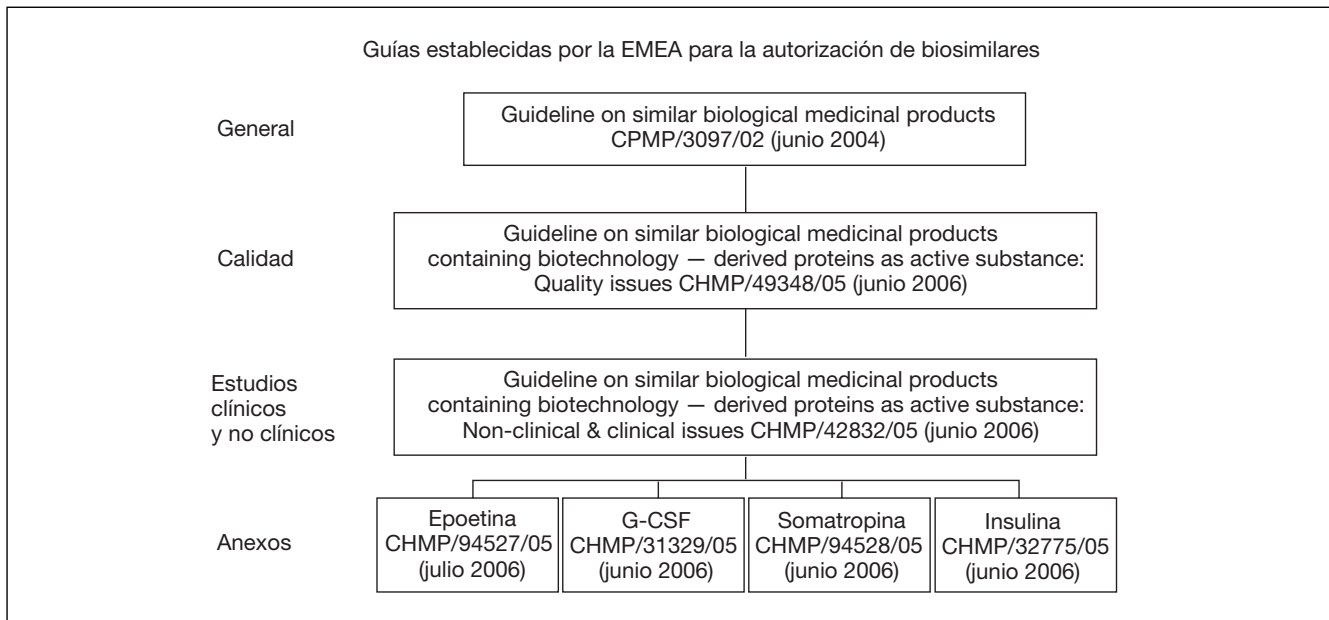 Guías establecidas por la EMEA para la autorización de biosimilares
General
Guideline on similar biological medicinal products
CPMP/3097/02 (junio 2004)
Calidad
Guideline on similar biological medicinal products
containing biotechnology — derived proteins as active substance:
Quality issues CHMP/49348/05 (junio 2006)
Estudios
clínicos
y no clínicos
Guideline on similar biological medicinal products
containing biotechnology — derived proteins as active substance:
Non-clinical & clinical issues CHMP/42832/05 (junio 2006)
Anexos
Epoetina
CHMP/94527/05
(julio 2006)
G-CSF
CHMP/31329/05
(junio 2006)
Somatropina
CHMP/94528/05
(junio 2006)
Insulina
CHMP/32775/05
(junio 2006)